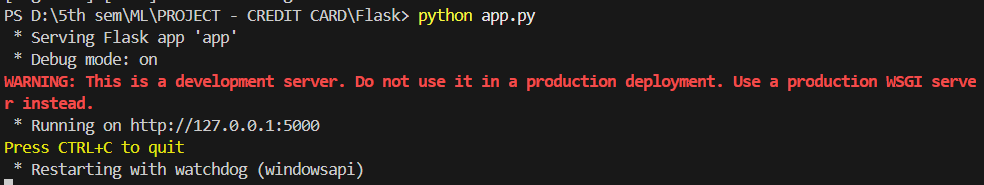 PS D:\5th sem\ML\PROJECT - CREDIT CARD\Flask> python app.py
 * Serving Flask app 'app'
 * Debug mode: on
WARNING: This is a development server. Do not use it in a production deployment. Use a production WSGI serve
r instead.
 * Running on http://127.0.0.1:5000
Press CTRL+C to quit
 * Restarting with watchdog (windowsapi)